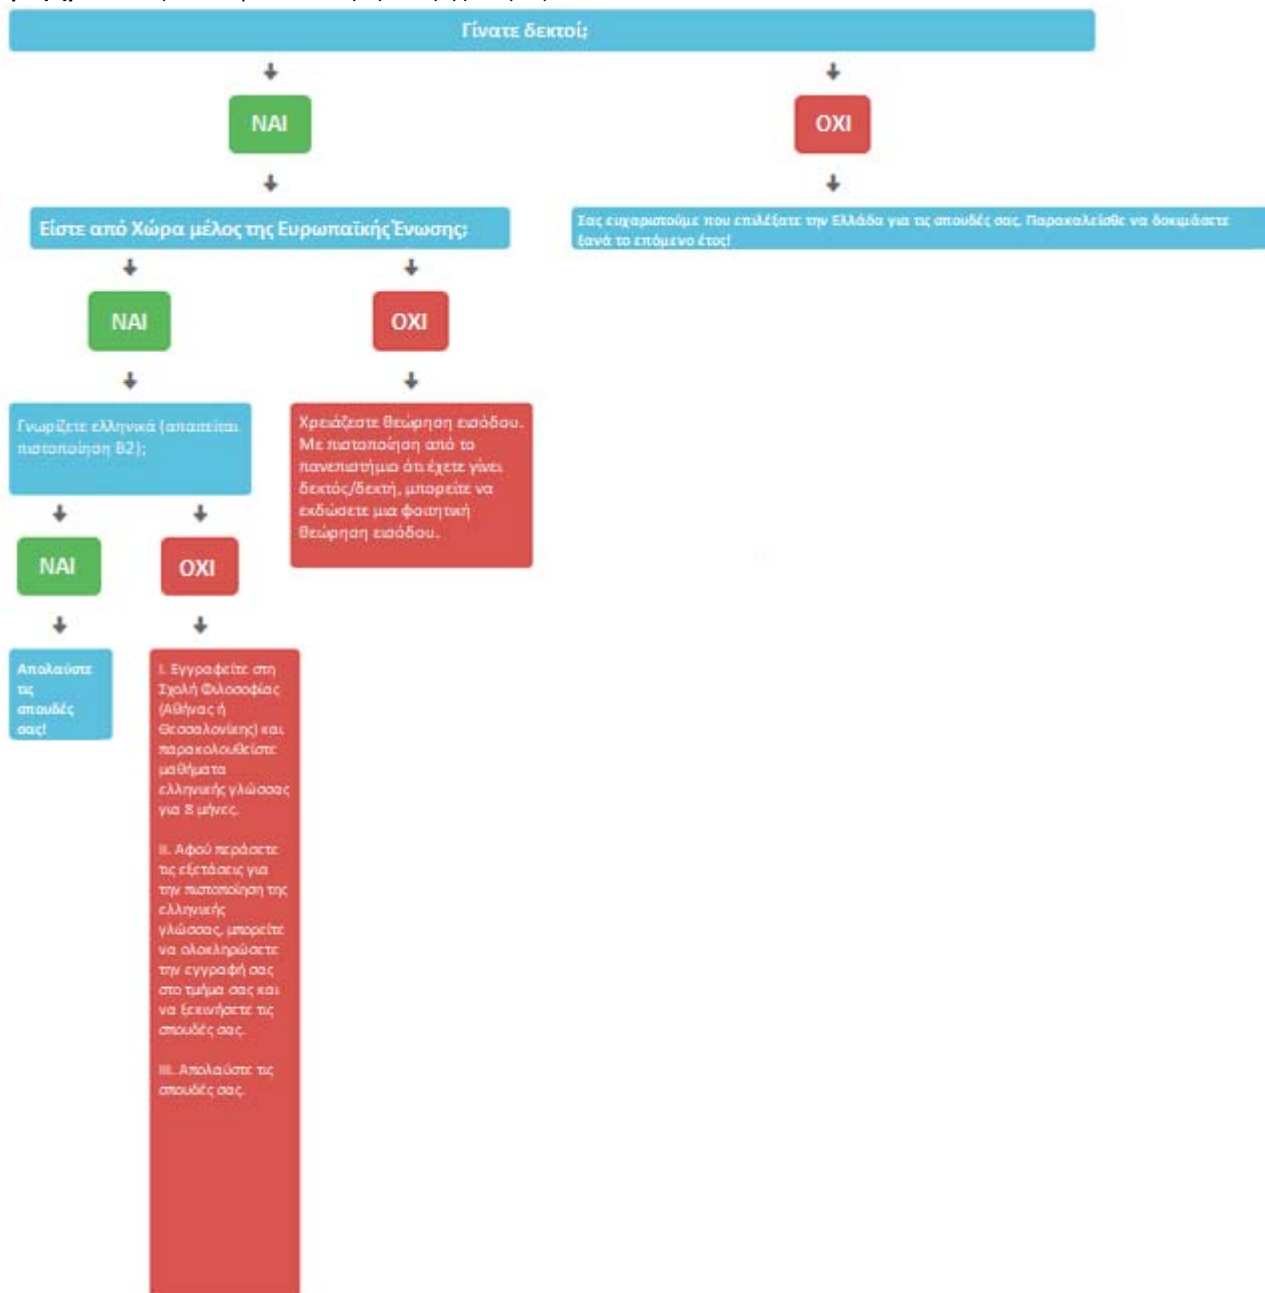 Γίνατε δεκτοί;
ΝΑΙ
ΟΧΙ
Είστε από Χώρα μέλος της Ευρωπαϊκής Ένωσης;
Σας ευχαριστούμε που επιλέξατε την Ελλάδα για τις σπουδές σας. Παρακαλείσθε να δοκιμάσετε
ξανά το επόμενο έτος!
ΝΑΙ
ΟΧΙ
Γνωρίζετε ελληνικά (απαιτείται
πιστοποίηση Β2);
Χρειάζεστε θεώρηση εισόδου.
Με πιστοποίηση από το
πανεπιστήμιο ότι έχετε γίνει
δεκτός/δεκτή, μπορείτε να
εκδώσετε μια φοιτητική
θεώρηση εισόδου.
ΝΑΙ
ΟΧΙ
Απολαύστε
τις
σπουδές
σας!
Ι. Εγγραφείτε στη
Σχολή Φιλοσοφίας
(Αθήνας ή
Θεσσαλονίκης) και
παρακολουθείστε
μαθήματα
ελληνικής γλώσσας
για 8 μήνες.
ΙΙ. Αφού περάσετε
τις εξετάσεις για
την πιστοποίηση της
ελληνικής
γλώσσας, μπορείτε
να ολοκληρώσετε
την εγγραφή σας
στο τμήμα σας και
να ξεκινήσετε τις
σπουδές σας.
ΙΙΙ. Απολαύστε τις
σπουδές σας.